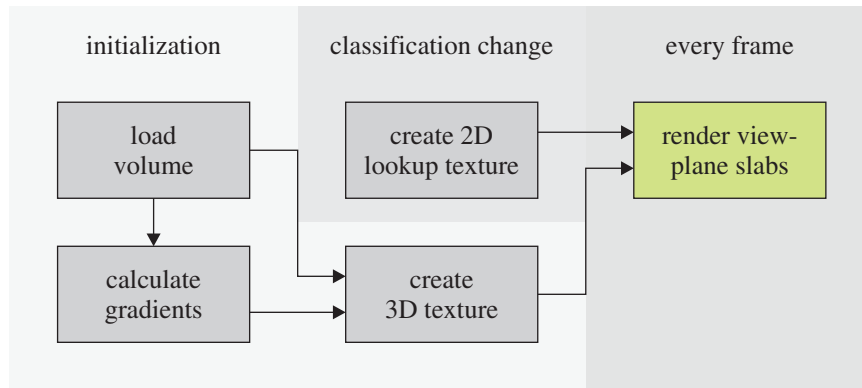 initialization
classification change
every frame
load
volume
create 2D
lookup texture
render view-
plane slabs
calculate
gradients
create
3D texture